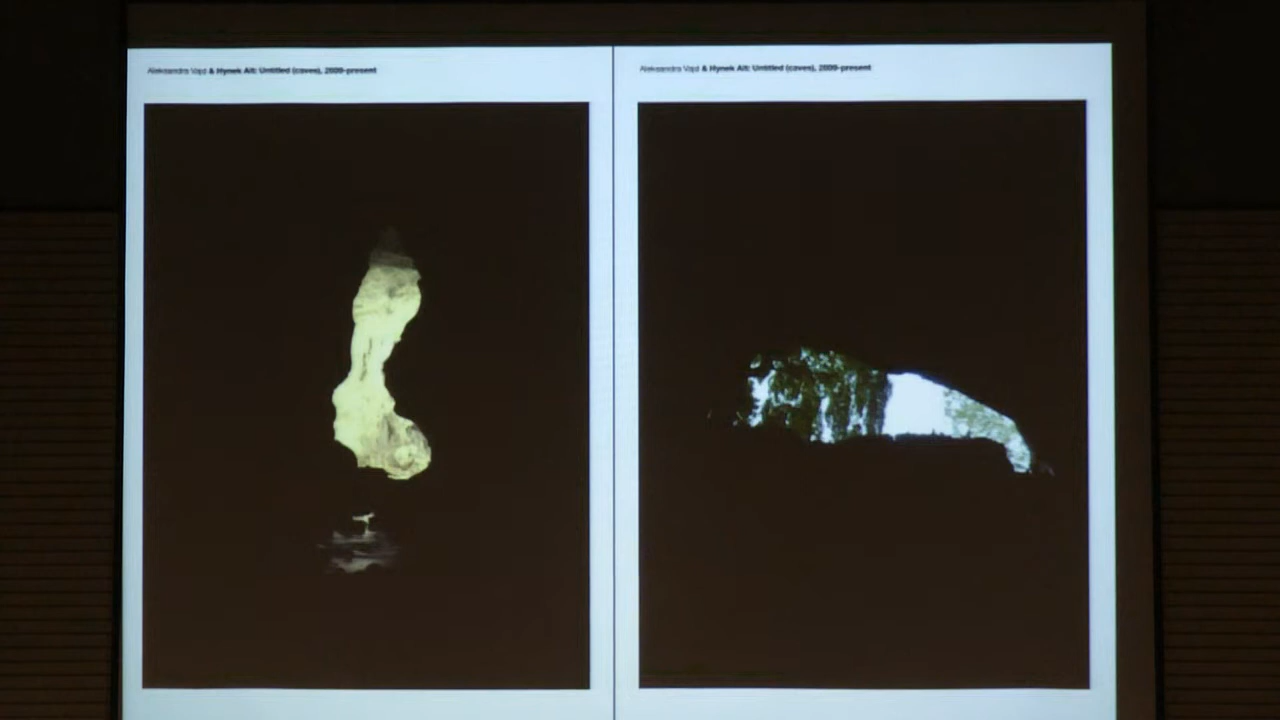 Aleksandra Vajd & Hynek Alt: Untitled (caves), 2009–present
Aleksandra Vajd & Hynek Alt: Untitled (caves), 2009–present